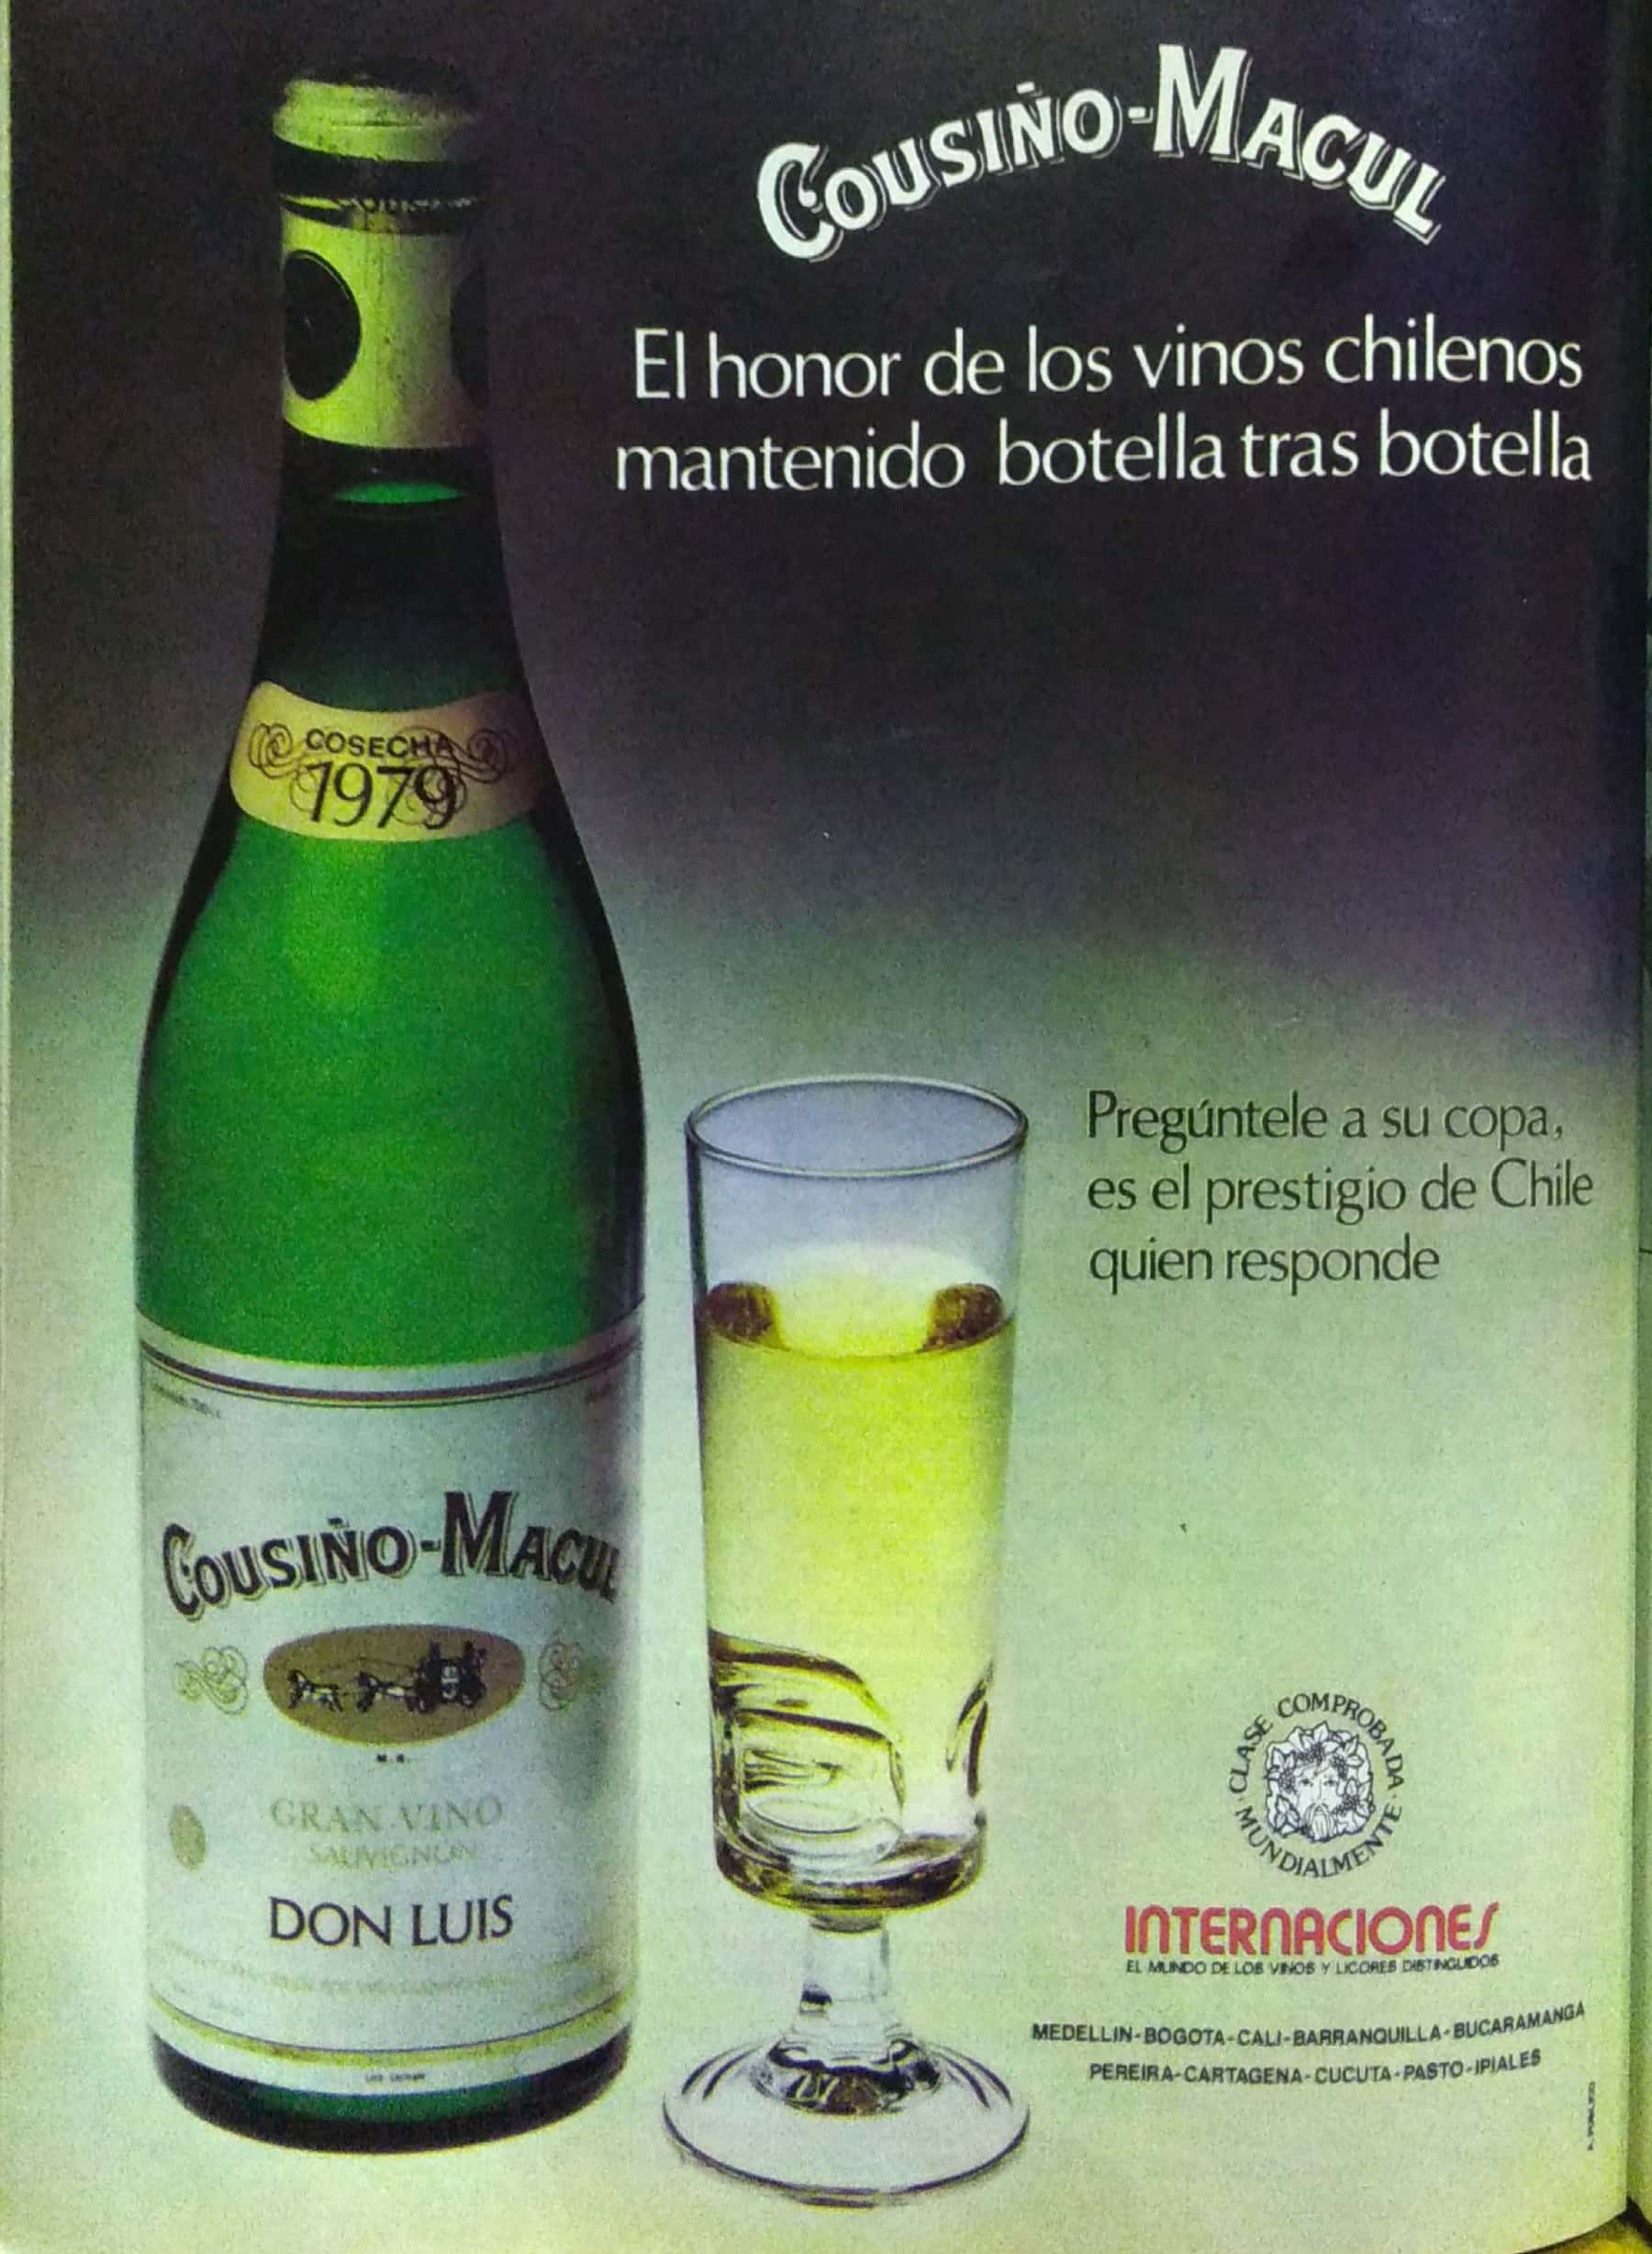 COUSIÑO-MACUL
El honor de los vinos chilenos
mantenido botella tras botella
COSECHA
1979
Pregúntele a su copa,
es el prestigio de Chile
quien responde
COUSIÑO-MACUL
M.R.
GRAN VINO
SAUVIGNON
DON LUIS
CLASE COMPROBADA MUNDIALMENTE
INTERNACIONES
EL MUNDO DE LOS VINOS Y LICORES DISTINGUIDOS
MEDELLIN-BOGOTA-CALI-BARRANQUILLA-BUCARAMANGA
PEREIRA-CARTAGENA-CUCUTA-PASTO-IPIALES